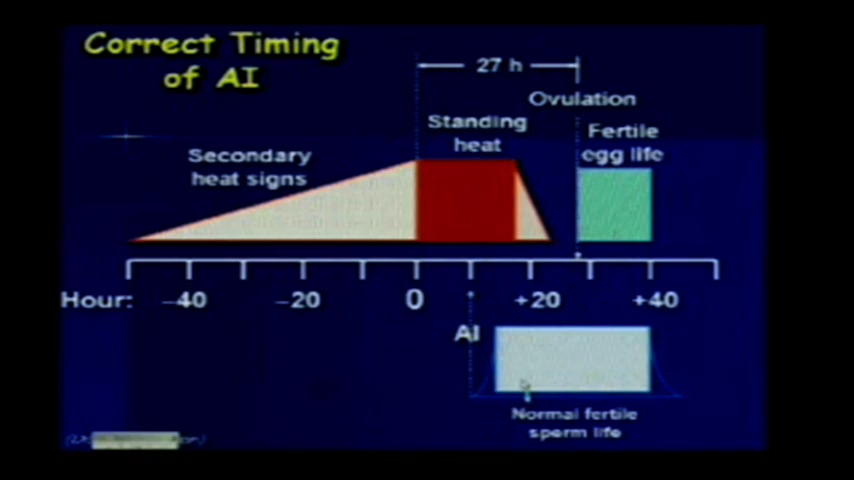 Correct Timing
of AI
27 h
Ovulation
Standing
heat
Fertile
egg life
Secondary
heat signs
Hour: -40 -20 0 +20 +40
AI
Normal fertile
sperm life